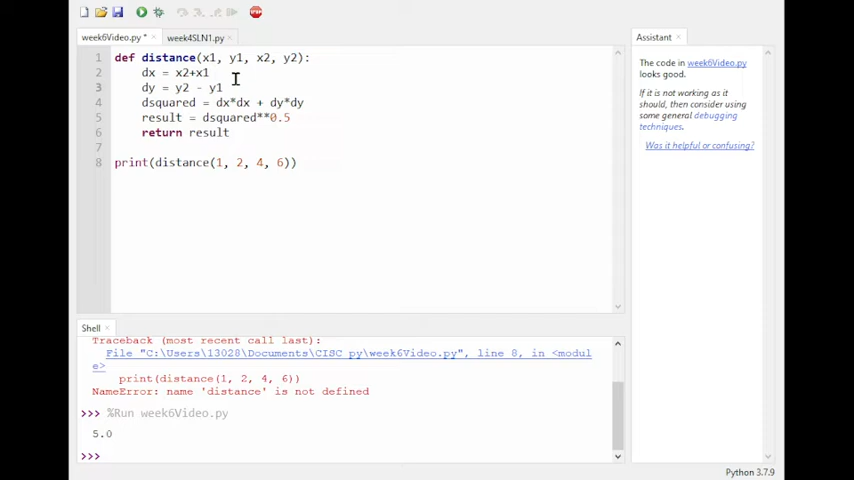 week6Video.py *
week4SLN1.py
1 def distance(x1, y1, x2, y2):
2 dx = x2+x1
3 dy = y2 - y1
4 dsquared = dx*dx + dy*dy
5 result = dsquared**0.5
6 return result
7
8 print(distance(1, 2, 4, 6))
Shell
Traceback (most recent call last):
File "C:\Users\13028\Documents\CISC py\week6Video.py", line 8, in <modul
e>
print(distance(1, 2, 4, 6))
NameError: name 'distance' is not defined
>>> %Run week6Video.py
5.0
>>>
Assistant
The code in week6Video.py
looks good.
If it is not working as it
should, then consider using
some general debugging
techniques.
Was it helpful or confusing?
Python 3.7.9